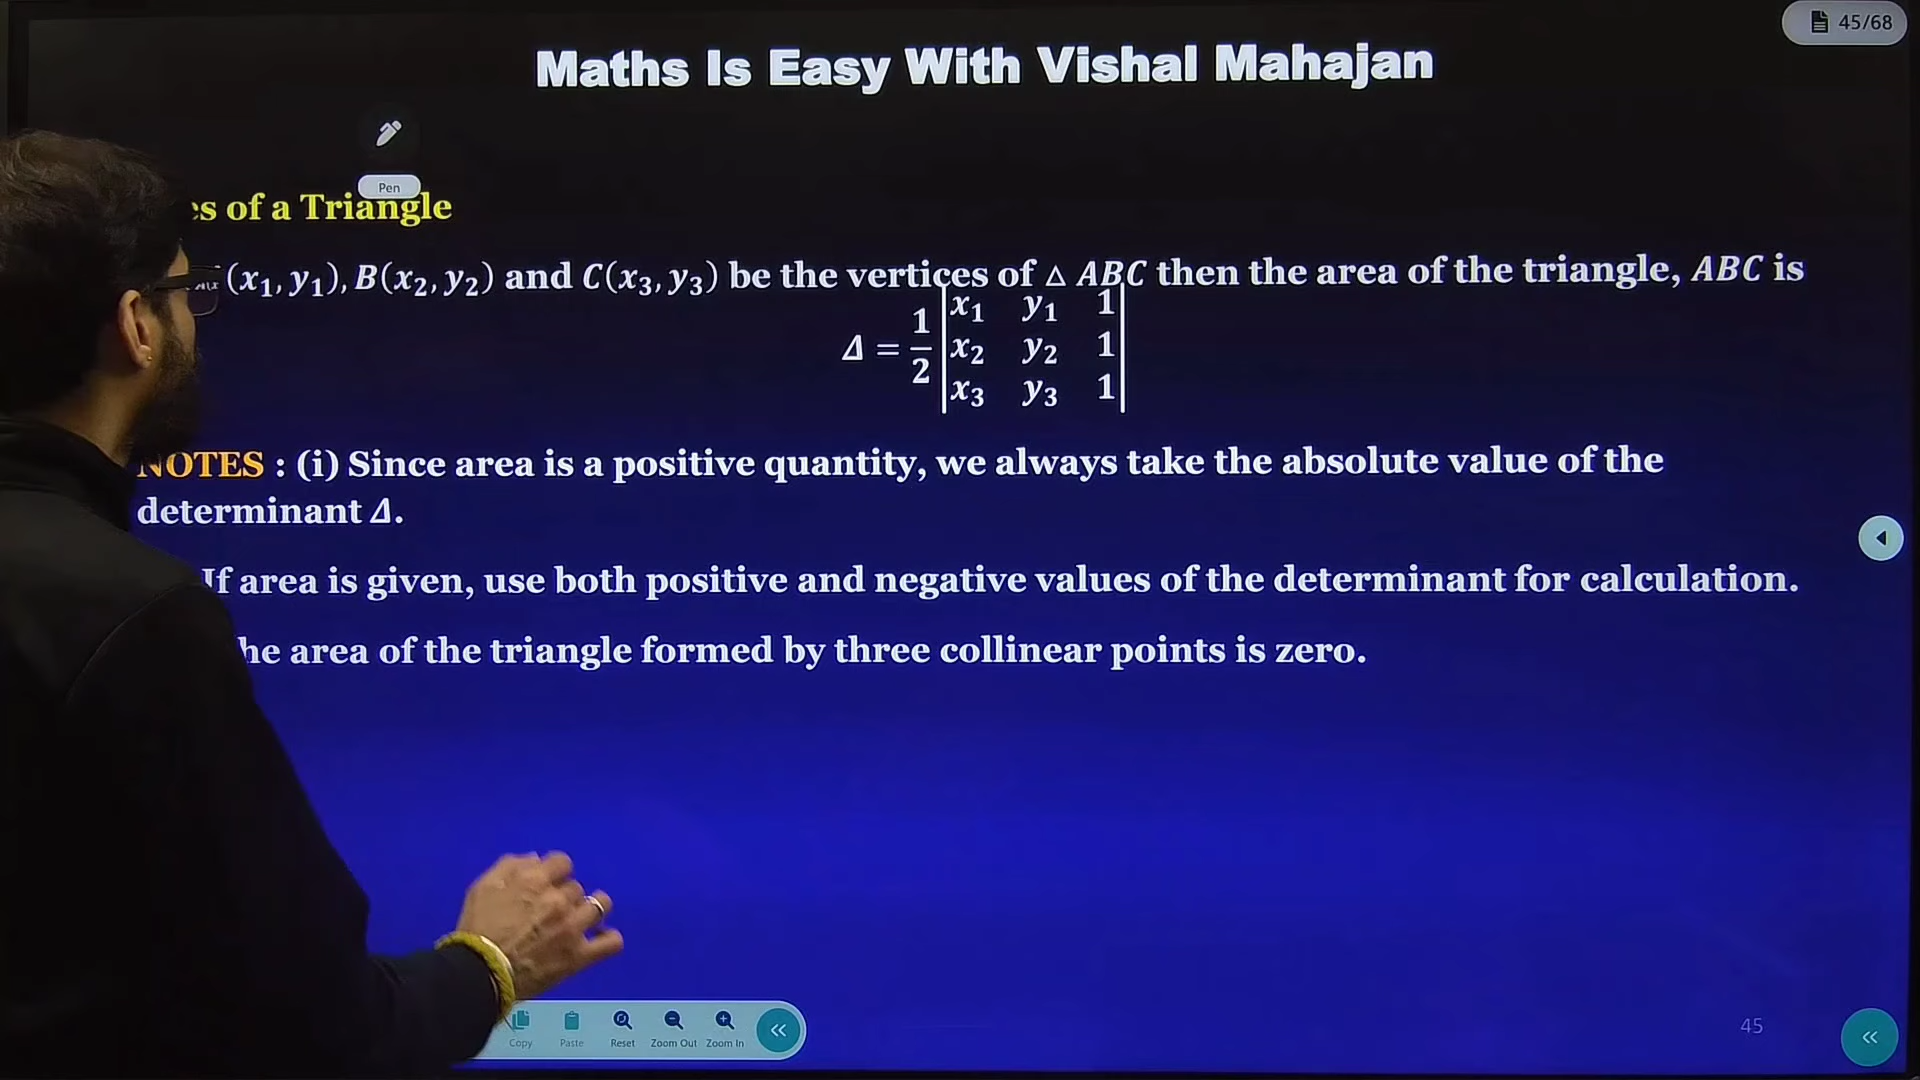 45/68
Maths Is Easy With Vishal Mahajan
Pen
es of a Triangle
(x₁, y₁), B(x₂, y₂) and C(x₃, y₃) be the vertices of △ ABC then the area of the triangle, ABC is
Δ = 1/2 |x₁ y₁ 1|
|x₂ y₂ 1|
|x₃ y₃ 1|
NOTES : (i) Since area is a positive quantity, we always take the absolute value of the
determinant Δ.
If area is given, use both positive and negative values of the determinant for calculation.
he area of the triangle formed by three collinear points is zero.
Copy Paste Reset Zoom Out Zoom In
45